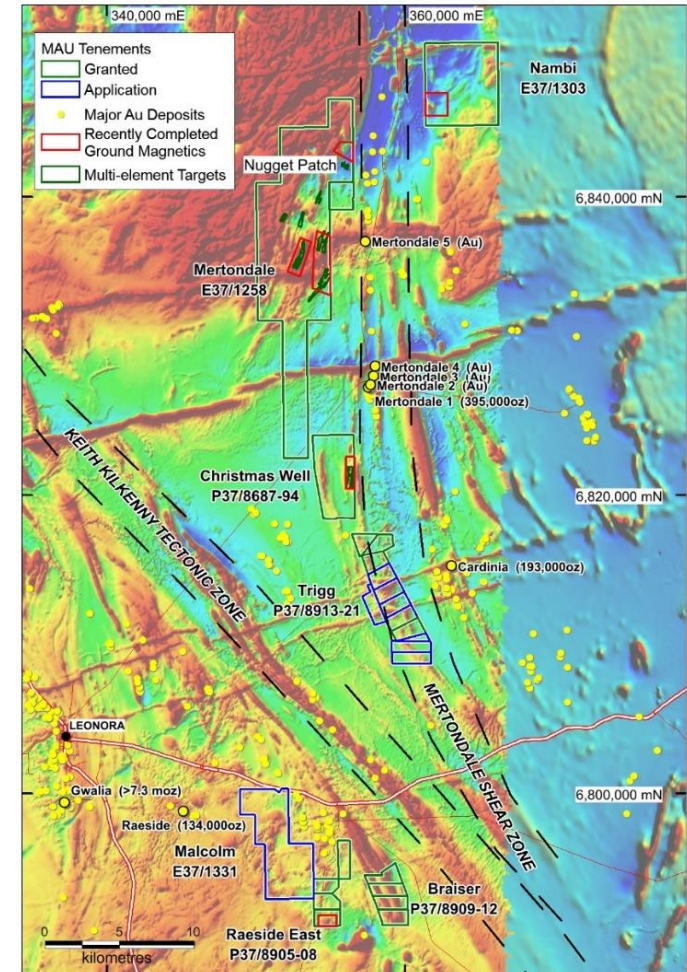 340,000 mE
360,000 mE
MAU Tenements
Granted
Application
Major Au Deposits
Recently Completed
Ground Magnetics
Multi-element Targets
Nambi
E37/1303
Nugget Patch
6,840,000 mN
Mertondale 5 (Au)
Mertondale
E37/1258
Mertondale 4 (Au)
Mertondale 3 (Au)
Mertondale 2 (Au)
Mertondale 1 (395,000oz)
KEITH KILKENNY TECTONIC ZONE
Christmas Well
P37/8687-94
6,820,000 mN
Cardinia (193,000oz)
Trigg
P37/8913-21
MERTONDALE SHEAR ZONE
LEONORA
Gwalia (>7.3 moz)
6,800,000 mN
Raeside (134,000oz)
Malcolm
E37/1331
Braiser
P37/8909-12
Raeside East
P37/8905-08
0 5 10
kilometres